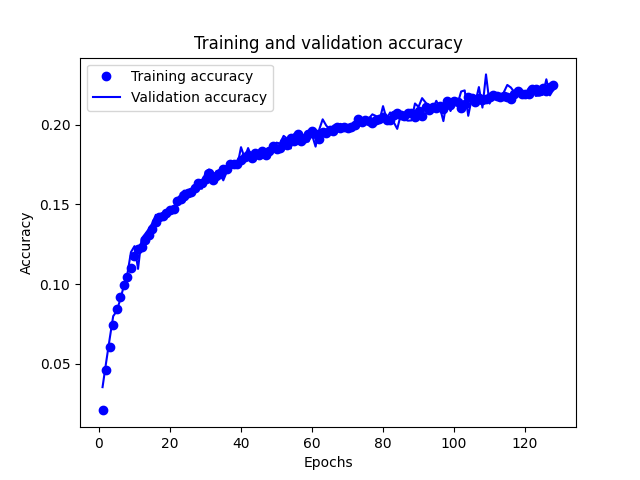 Training and validation accuracy
Training accuracy
Validation accuracy
0.20
0.15
0.10
0.05
Accuracy
0 20 40 60 80 100 120
Epochs